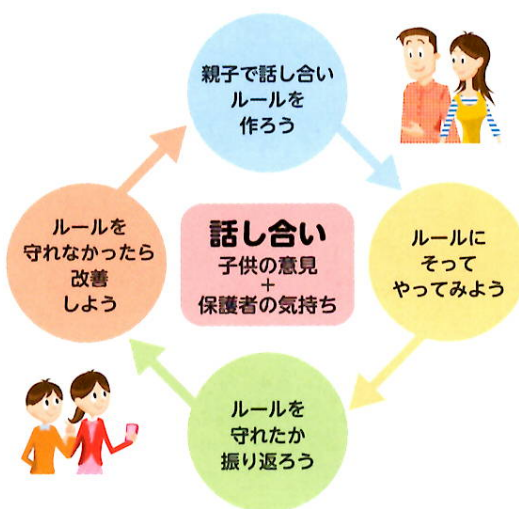 親子で話し合い
ルールを
作ろう
ルールに
そって
やってみよう
ルールを
守れたか
振り返ろう
ルールを
守れなかったら
改善
しよう
話し合い
子供の意見
+
保護者の気持ち